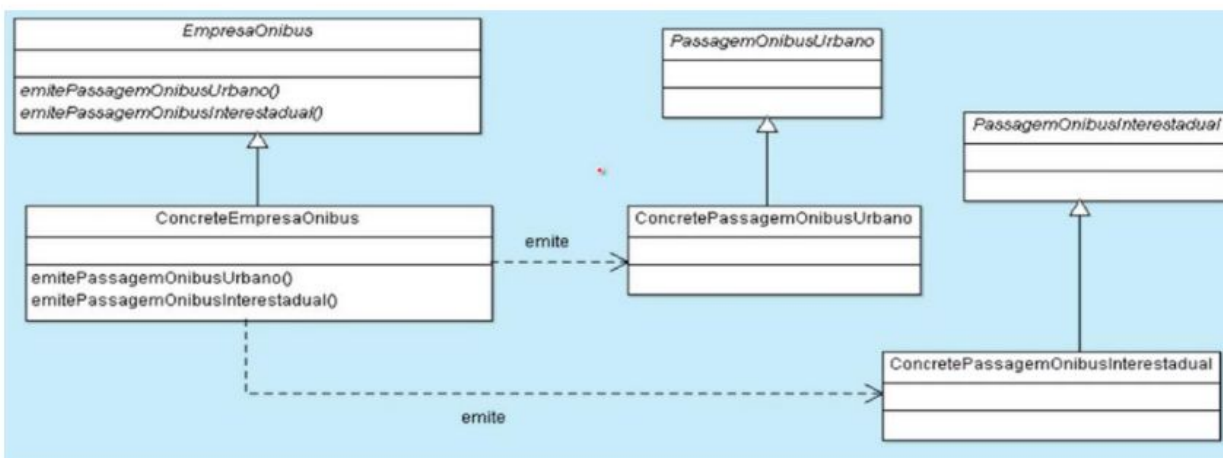 EmpresaOnibus
emitePassagemOnibusUrbano()
emitePassagemOnibusInterestadual()
PassagemOnibusUrbano
PassagemOnibusInterestadual
ConcreteEmpresaOnibus
emitePassagemOnibusUrbano()
emitePassagemOnibusInterestadual()
emite
ConcretePassagemOnibusUrbano
emite
ConcretePassagemOnibusInterestadual